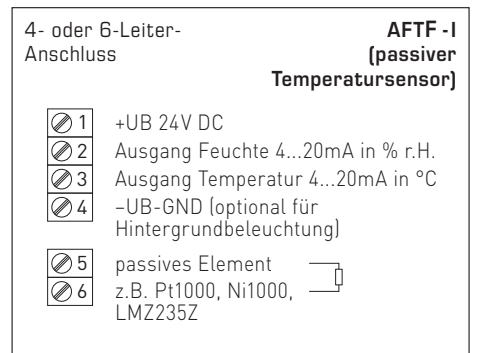 4- oder 6-Leiter-
Anschluss
AFTF -I
(passiver
Temperatursensor)
1 +UB 24V DC
2 Ausgang Feuchte 4...20mA in % r.H.
3 Ausgang Temperatur 4...20mA in °C
4 –UB-GND (optional für
Hintergrundbeleuchtung)
5 passives Element
6 z.B. Pt1000, Ni1000,
LMZ235Z